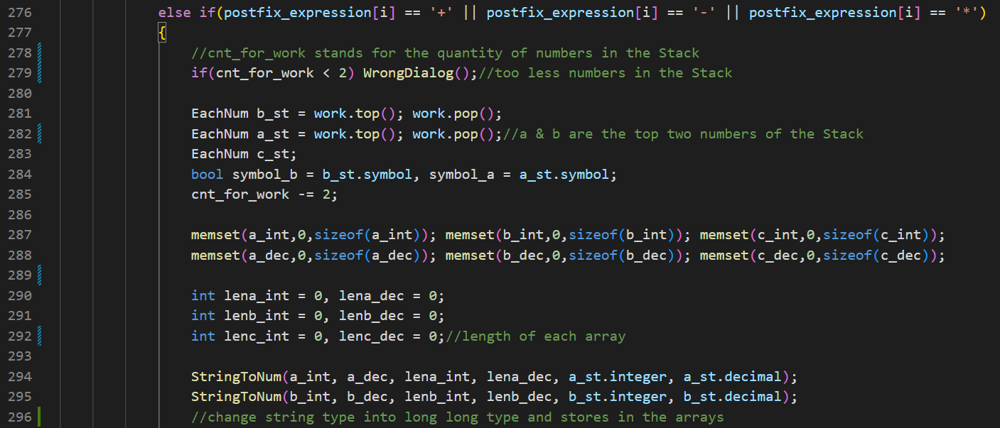 276 else if(postfix_expression[i] == '+' || postfix_expression[i] == '-' || postfix_expression[i] == '*')
277 {
278 //cnt_for_work stands for the quantity of numbers in the Stack
279 if(cnt_for_work < 2) WrongDialog();//too less numbers in the Stack
280
281 EachNum b_st = work.top(); work.pop();
282 EachNum a_st = work.top(); work.pop();//a & b are the top two numbers of the Stack
283 EachNum c_st;
284 bool symbol_b = b_st.symbol, symbol_a = a_st.symbol;
285 cnt_for_work -= 2;
286
287 memset(a_int,0,sizeof(a_int)); memset(b_int,0,sizeof(b_int)); memset(c_int,0,sizeof(c_int));
288 memset(a_dec,0,sizeof(a_dec)); memset(b_dec,0,sizeof(b_dec)); memset(c_dec,0,sizeof(c_dec));
289
290 int lena_int = 0, lena_dec = 0;
291 int lenb_int = 0, lenb_dec = 0;
292 int lenc_int = 0, lenc_dec = 0;//length of each array
293
294 StringToNum(a_int, a_dec, lena_int, lena_dec, a_st.integer, a_st.decimal);
295 StringToNum(b_int, b_dec, lenb_int, lenb_dec, b_st.integer, b_st.decimal);
296 //change string type into long long type and stores in the arrays